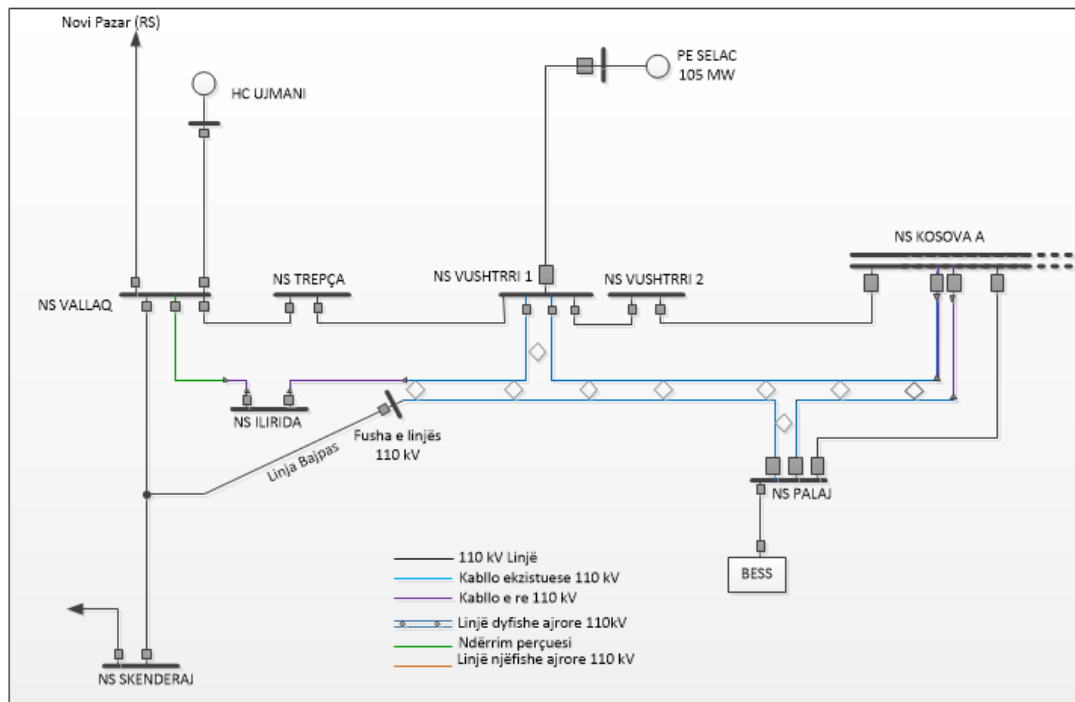 Novi Pazar (RS)
HC UJMANI
PE SELAC
105 MW
NS KOSOVA A
NS VALLAQ
NS TREPÇA
NS VUSHTRRI 1
NS VUSHTRRI 2
NS ILIRIDA
Fusha e linjës
110 kV
Linja Bajpas
NS PALAJ
BESS
NS SKENDERAJ
110 kV Linjë
Kabllo ekzistuese 110 kV
Kabllo e re 110 kV
Linjë dyfishe ajrore 110kV
Ndërrim përçuesi
Linjë njëfishe ajrore 110 kV